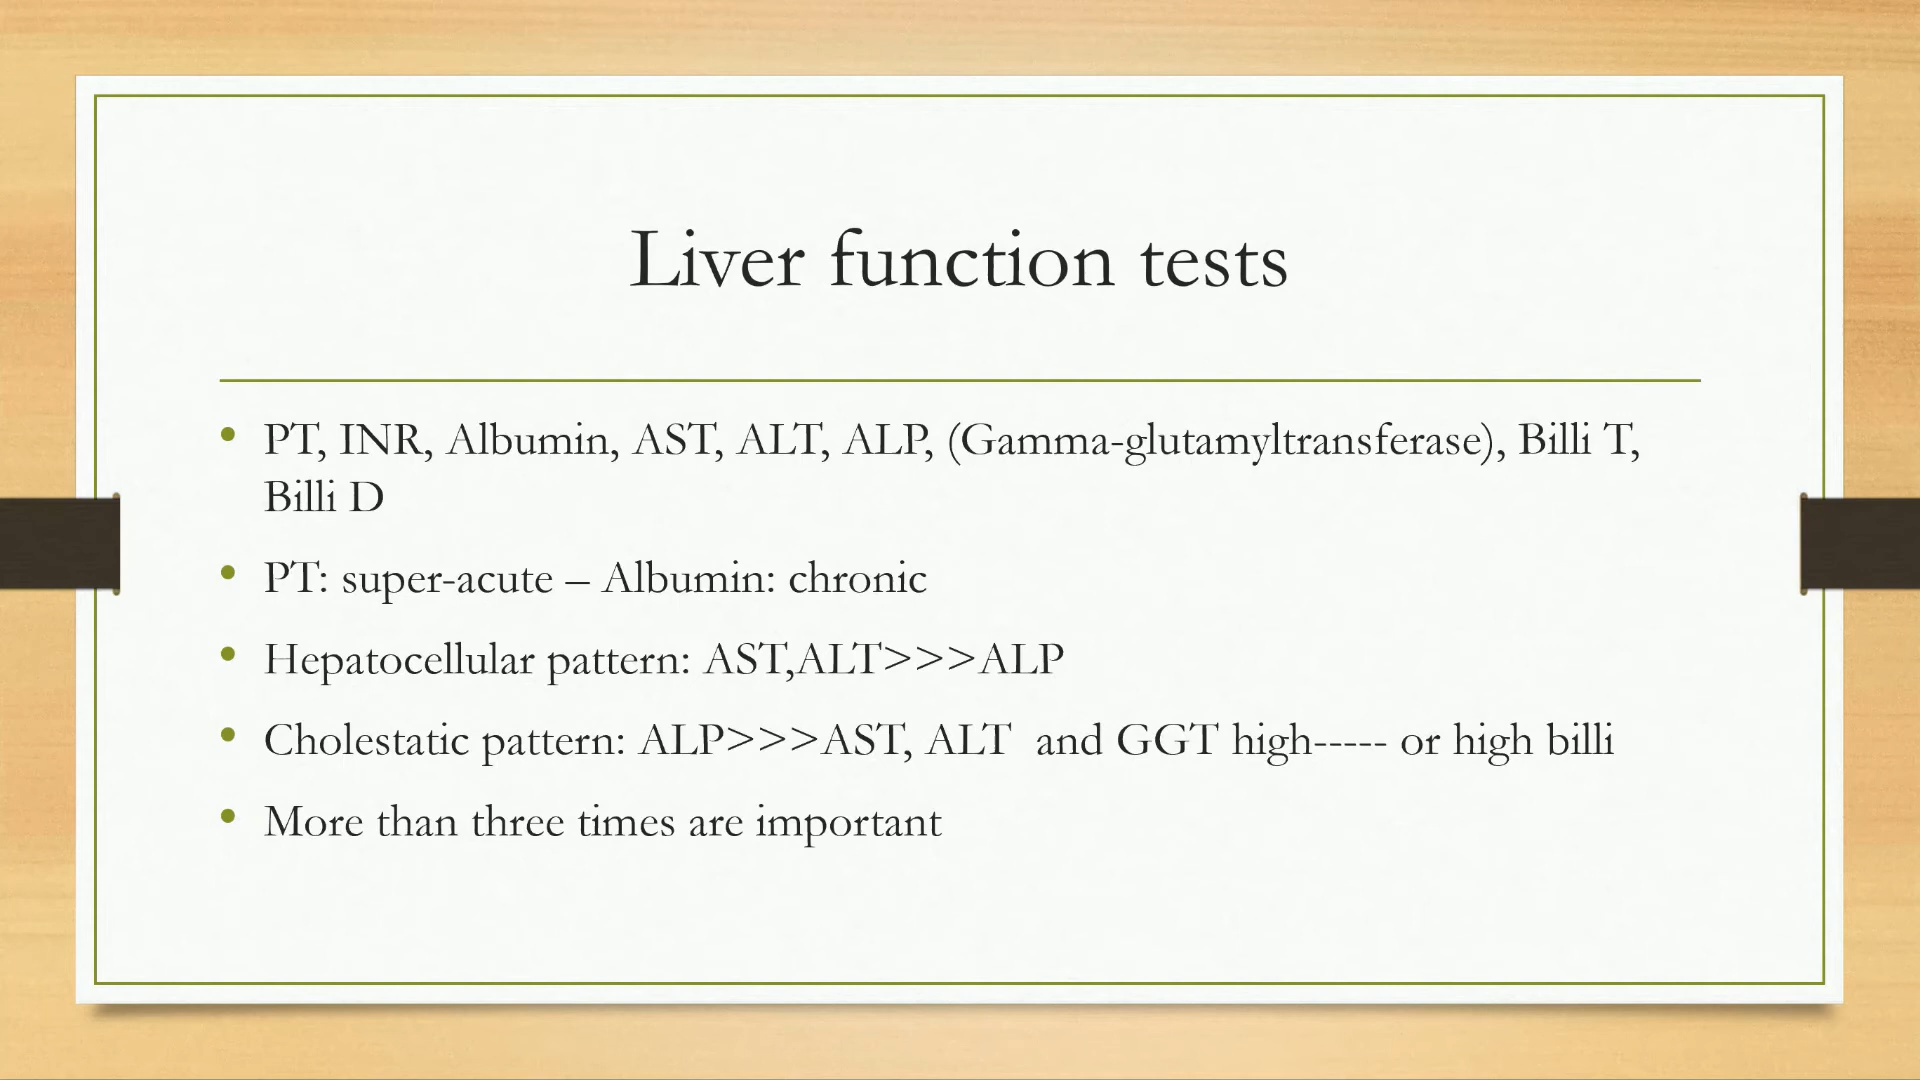 Liver function tests
• PT, INR, Albumin, AST, ALT, ALP, (Gamma-glutamyltransferase), Billi T,
Billi D
• PT: super-acute – Albumin: chronic
• Hepatocellular pattern: AST,ALT>>>ALP
• Cholestatic pattern: ALP>>>AST, ALT  and GGT high----- or high billi
• More than three times are important